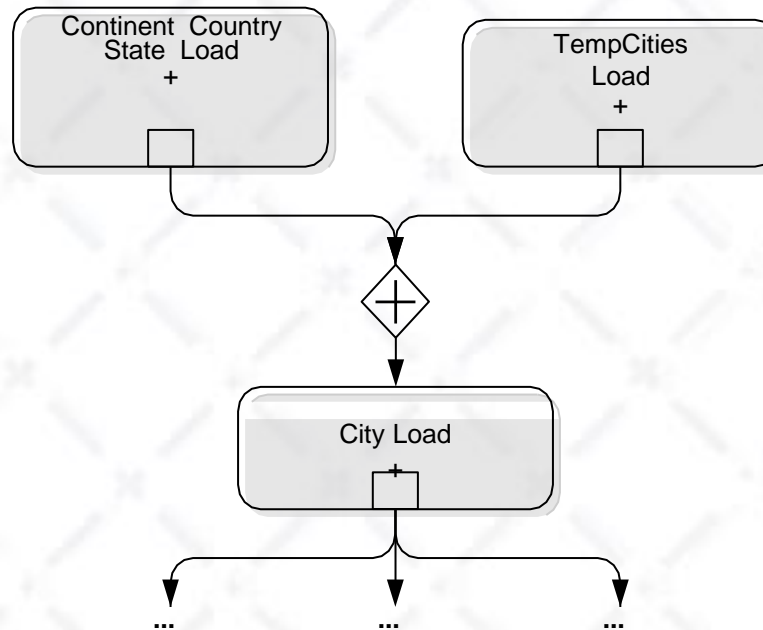 Continent Country
State Load
+
TempCities
Load
+
City Load
+
... ... ...